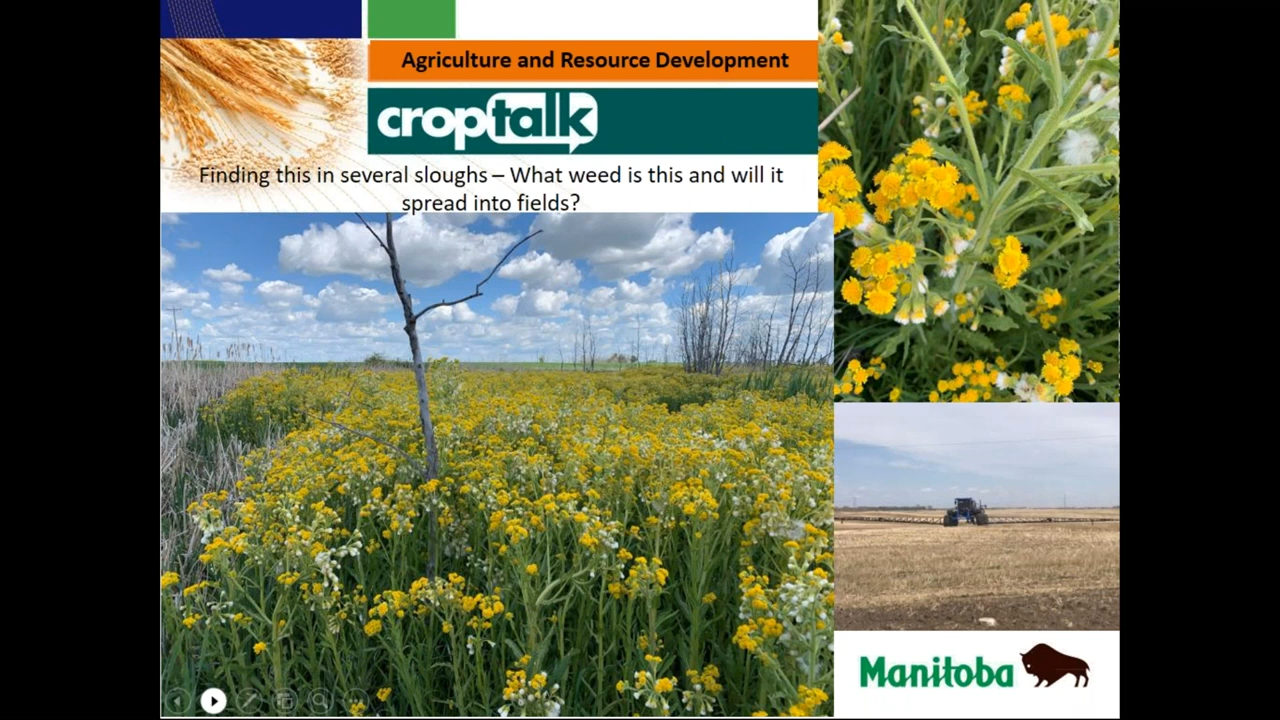 Agriculture and Resource Development
croptalk
Finding this in several sloughs – What weed is this and will it
spread into fields?
Manitoba